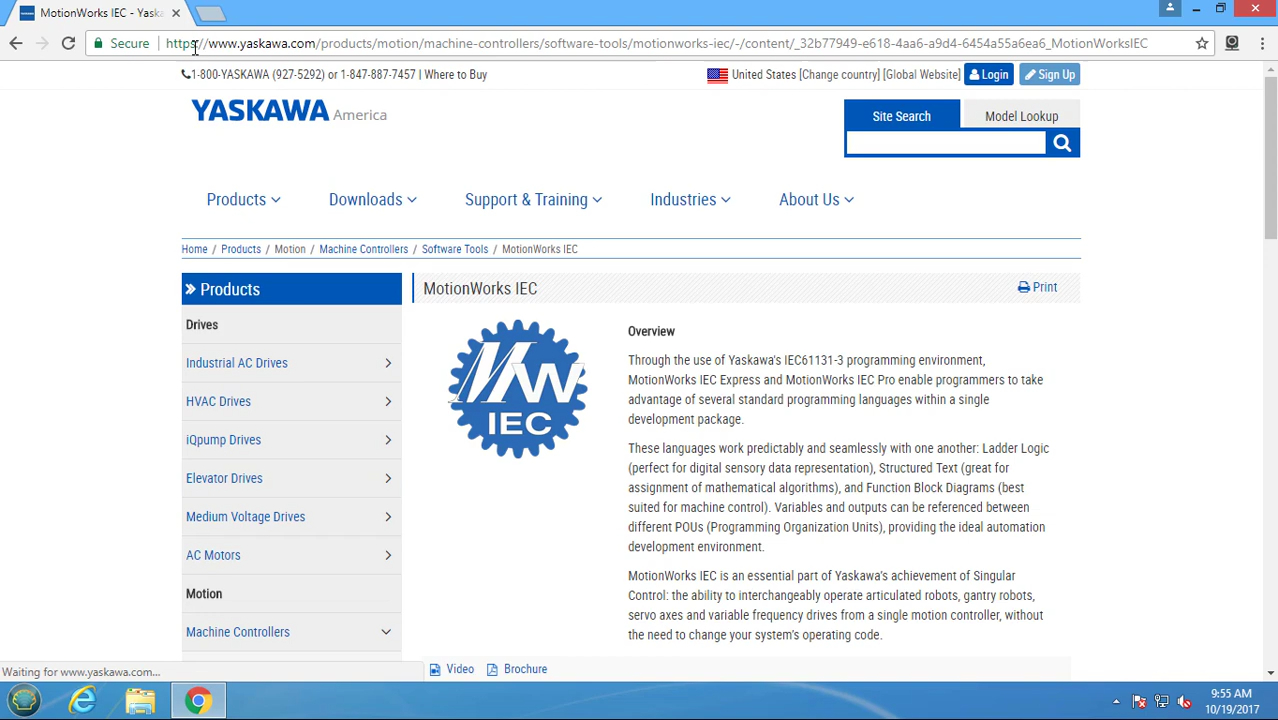 MotionWorks IEC - Yaska
Secure
https://www.yaskawa.com/products/motion/machine-controllers/software-tools/motionworks-iec/-/content/_32b77949-e618-4aa6-a9d4-6454a55a6ea6_MotionWorksIEC
1-800-YASKAWA (927-5292) or 1-847-887-7457 | Where to Buy
United States [Change country] [Global Website]
Login
Sign Up
YASKAWA America
Site Search
Model Lookup
Products
Downloads
Support & Training
Industries
About Us
Home / Products / Motion / Machine Controllers / Software Tools / MotionWorks IEC
Products
Drives
Industrial AC Drives
HVAC Drives
iQpump Drives
Elevator Drives
Medium Voltage Drives
AC Motors
Motion
Machine Controllers
MotionWorks IEC
Print
MW
IEC
Overview
Through the use of Yaskawa's IEC61131-3 programming environment,
MotionWorks IEC Express and MotionWorks IEC Pro enable programmers to take
advantage of several standard programming languages within a single
development package.
These languages work predictably and seamlessly with one another: Ladder Logic
(perfect for digital sensory data representation), Structured Text (great for
assignment of mathematical algorithms), and Function Block Diagrams (best
suited for machine control). Variables and outputs can be referenced between
different POUs (Programming Organization Units), providing the ideal automation
development environment.
MotionWorks IEC is an essential part of Yaskawa's achievement of Singular
Control: the ability to interchangeably operate articulated robots, gantry robots,
servo axes and variable frequency drives from a single motion controller, without
the need to change your system's operating code.
Video
Brochure
Waiting for www.yaskawa.com...
9:55 AM
10/19/2017